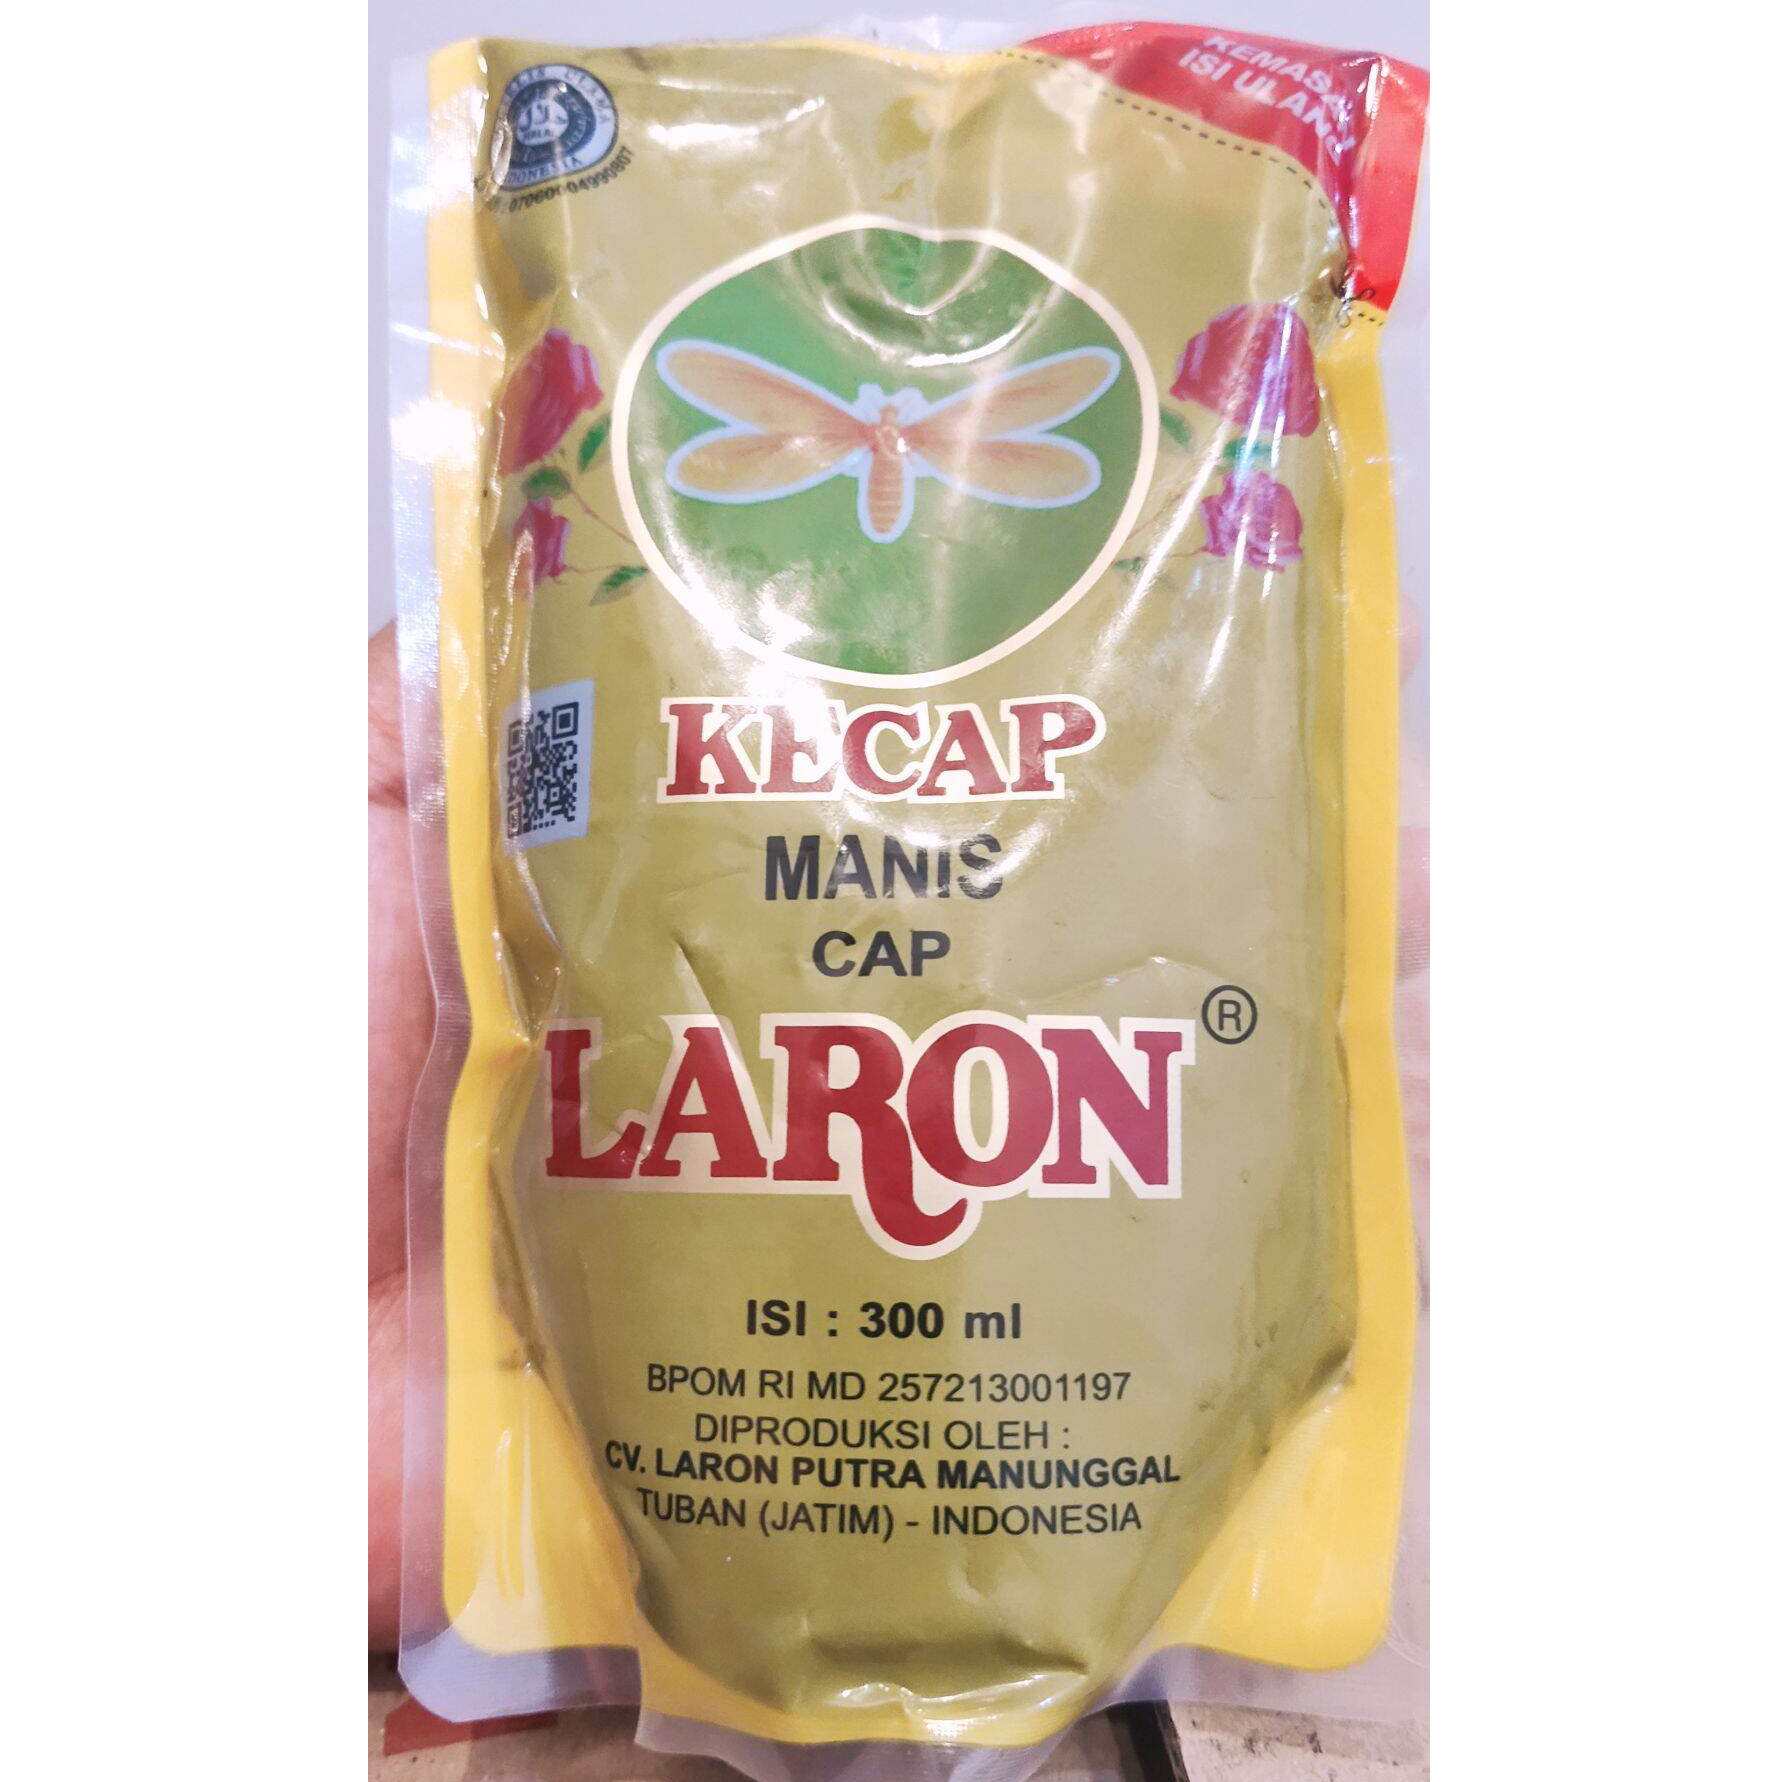 KEMASAN
ISI ULANG
INDONESIA
KECAP
MANIS
CAP
LARON ®
ISI : 300 ml
BPOM RI MD 257213001197
DIPRODUKSI OLEH :
CV. LARON PUTRA MANUNGGAL
TUBAN (JATIM) - INDONESIA